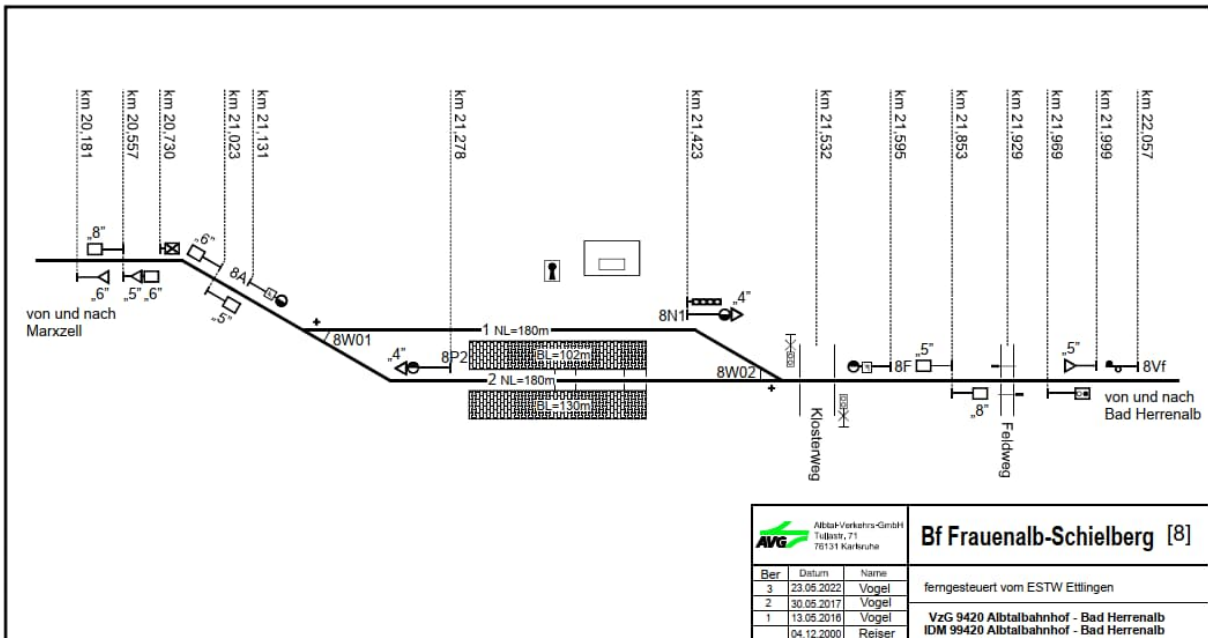 km 20,181
km 20,557
km 20,730
km 21,023
km 21,131
km 21,278
km 21,423
km 21,532
km 21,595
km 21,853
km 21,929
km 21,969
km 21,999
km 22,057
„8”
„6”
„6”
„5”
„6”
„5”
8A
von und nach
Marxzell
8W01
„4”
8P2
1 NL=180m
BL=102m
2 NL=180m
BL=130m
8N1
„4”
8W02
Klosterweg
8F
„5”
„8”
Feldweg
„5”
8Vf
von und nach
Bad Herrenalb
AVG
Albtal-Verkehrs-GmbH
Tullastr. 71
76131 Karlsruhe
Bf Frauenalb-Schielberg [8]
Ber Datum Name
3 23.05.2022 Vogel
2 30.05.2017 Vogel
1 13.05.2016 Vogel
04.12.2000 Reiser
ferngesteuert vom ESTW Ettlingen
VzG 9420 Albtalbahnhof - Bad Herrenalb
IDM 99420 Albtalbahnhof - Bad Herrenalb